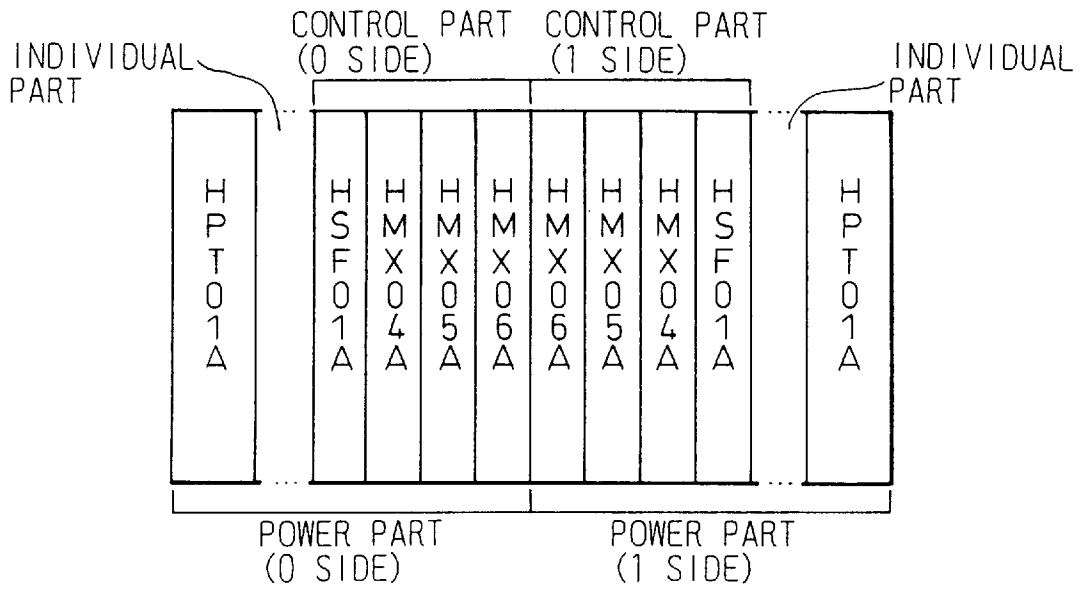 CONTROL PART
(0 SIDE)
CONTROL PART
(1 SIDE)
INDIVIDUAL
PART
INDIVIDUAL
PART
HPT01A
HSF01A
HMX04A
HMX05A
HMX06A
HMX06A
HMX05A
HMX04A
HSF01A
HPT01A
POWER PART
(0 SIDE)
POWER PART
(1 SIDE)